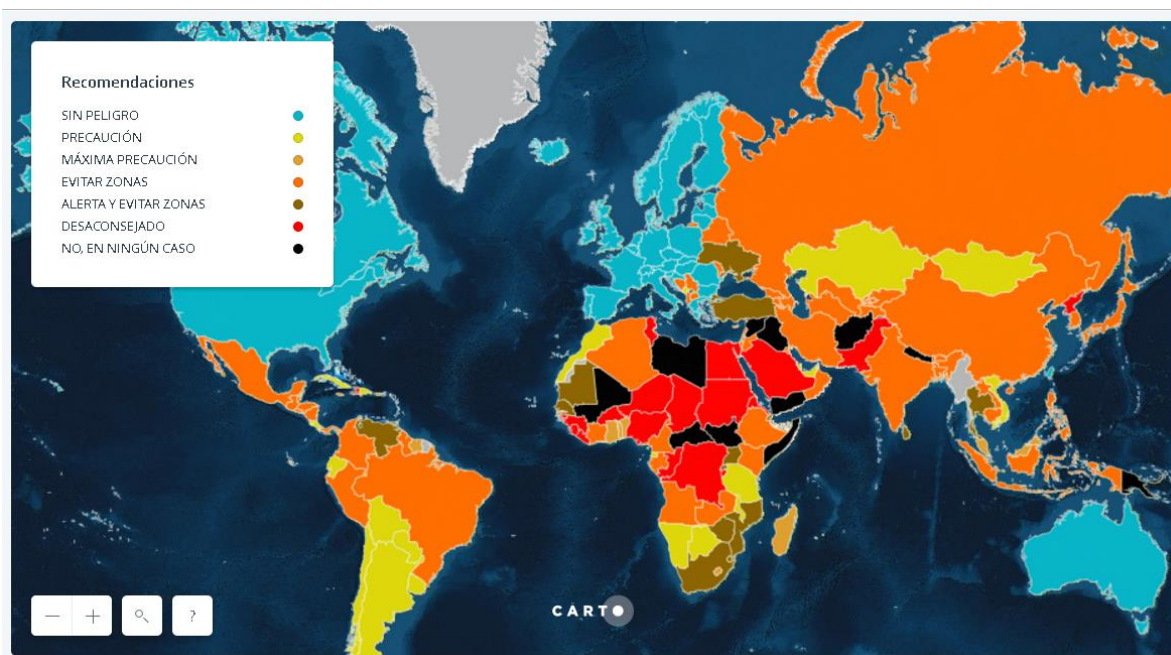 Recomendaciones
SIN PELIGRO
PRECAUCIÓN
MÁXIMA PRECAUCIÓN
EVITAR ZONAS
ALERTA Y EVITAR ZONAS
DESACONSEJADO
NO, EN NINGÚN CASO
?
CARTO